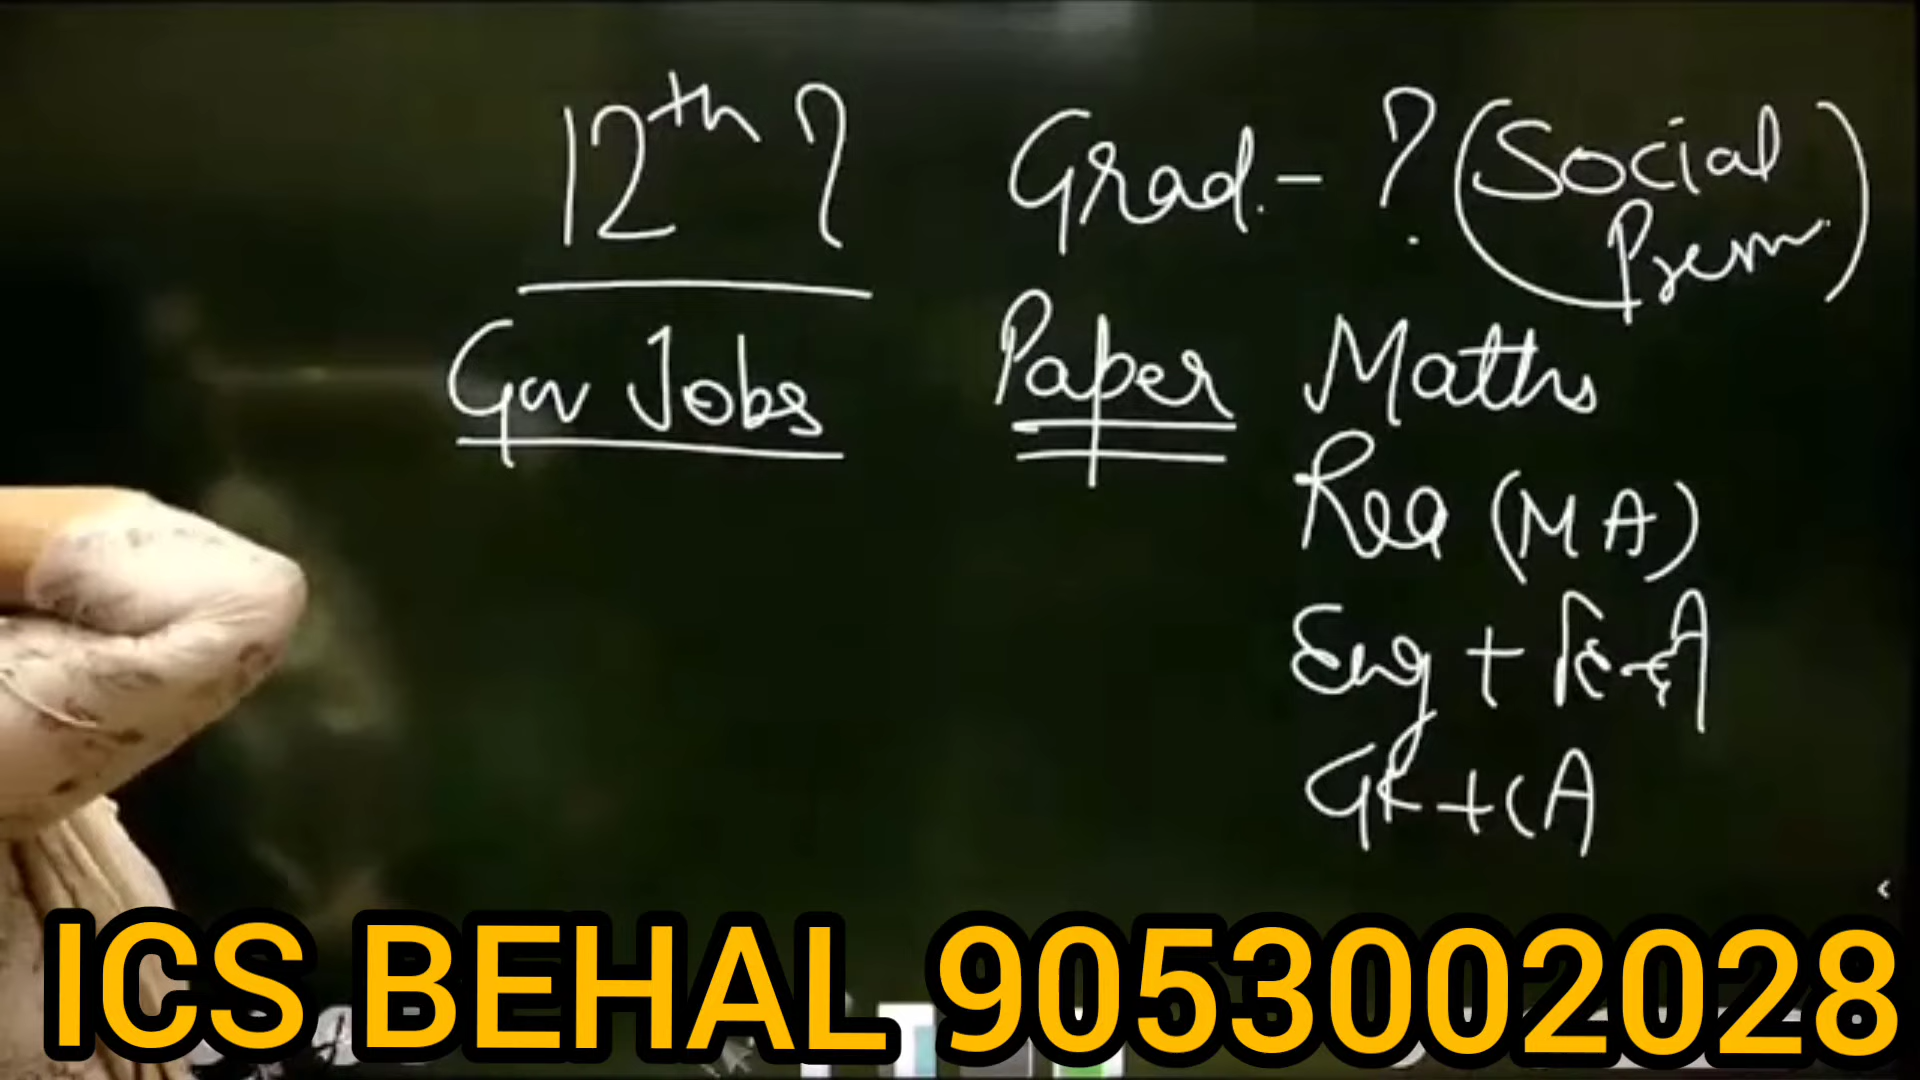 12th ?
Grad. - ? (Social Prem.)
Gov Jobs
Paper Maths
Rea (MA)
Eng +
GK + CA
ICS BEHAL 9053002028